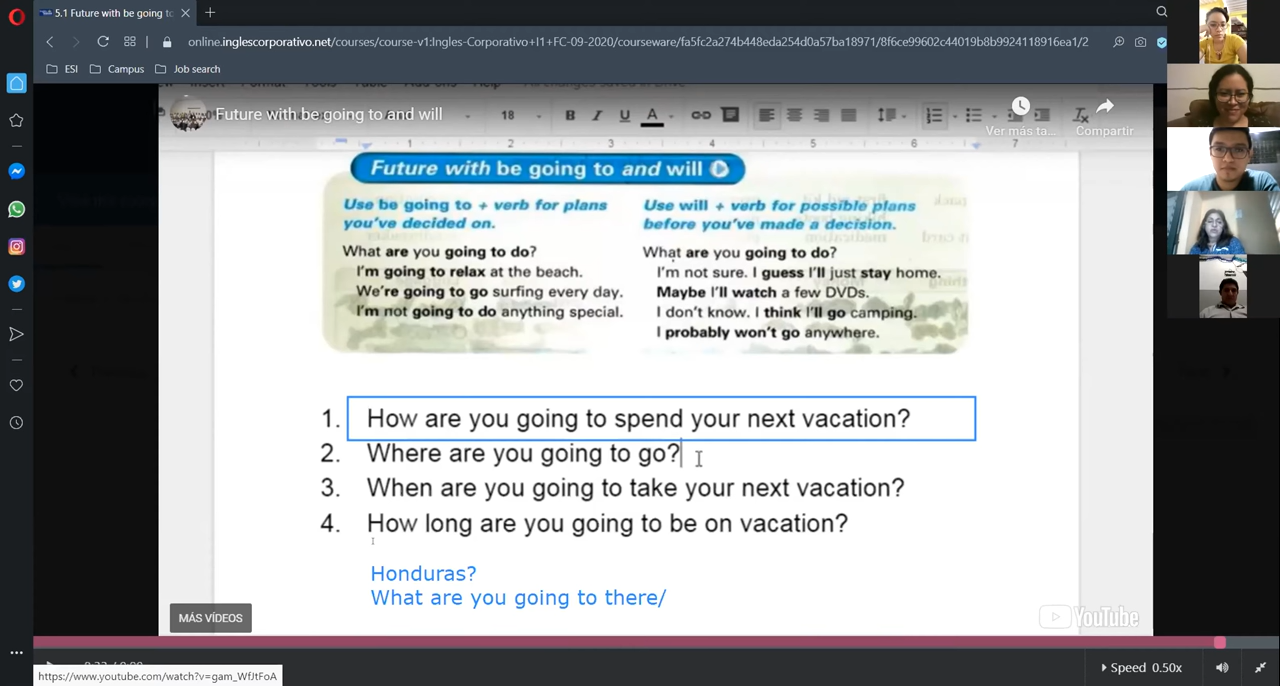 5.1 Future with be going to
online.inglescorporativo.net/courses/course-v1:Ingles-Corporativo+I1+FC-09-2020/courseware/fa5fc2a274b448eda254d0a57ba18971/8f6ce99602c44019b8b9924118916ea1/2
ESI Campus Job search
Future with be going to and will
18 B I U A
Ver más ta... Compartir
1 2 3 4 5 6 7
Future with be going to and will
Use be going to + verb for plans
you've decided on.
What are you going to do?
I'm going to relax at the beach.
We're going to go surfing every day.
I'm not going to do anything special.
Use will + verb for possible plans
before you've made a decision.
What are you going to do?
I'm not sure. I guess I'll just stay home.
Maybe I'll watch a few DVDs.
I don't know. I think I'll go camping.
I probably won't go anywhere.
1. How are you going to spend your next vacation?
2. Where are you going to go?
3. When are you going to take your next vacation?
4. How long are you going to be on vacation?
Honduras?
What are you going to there/
MÁS VÍDEOS
YouTube
Speed 0.50x
https://www.youtube.com/watch?v=gam_WfJtFoA